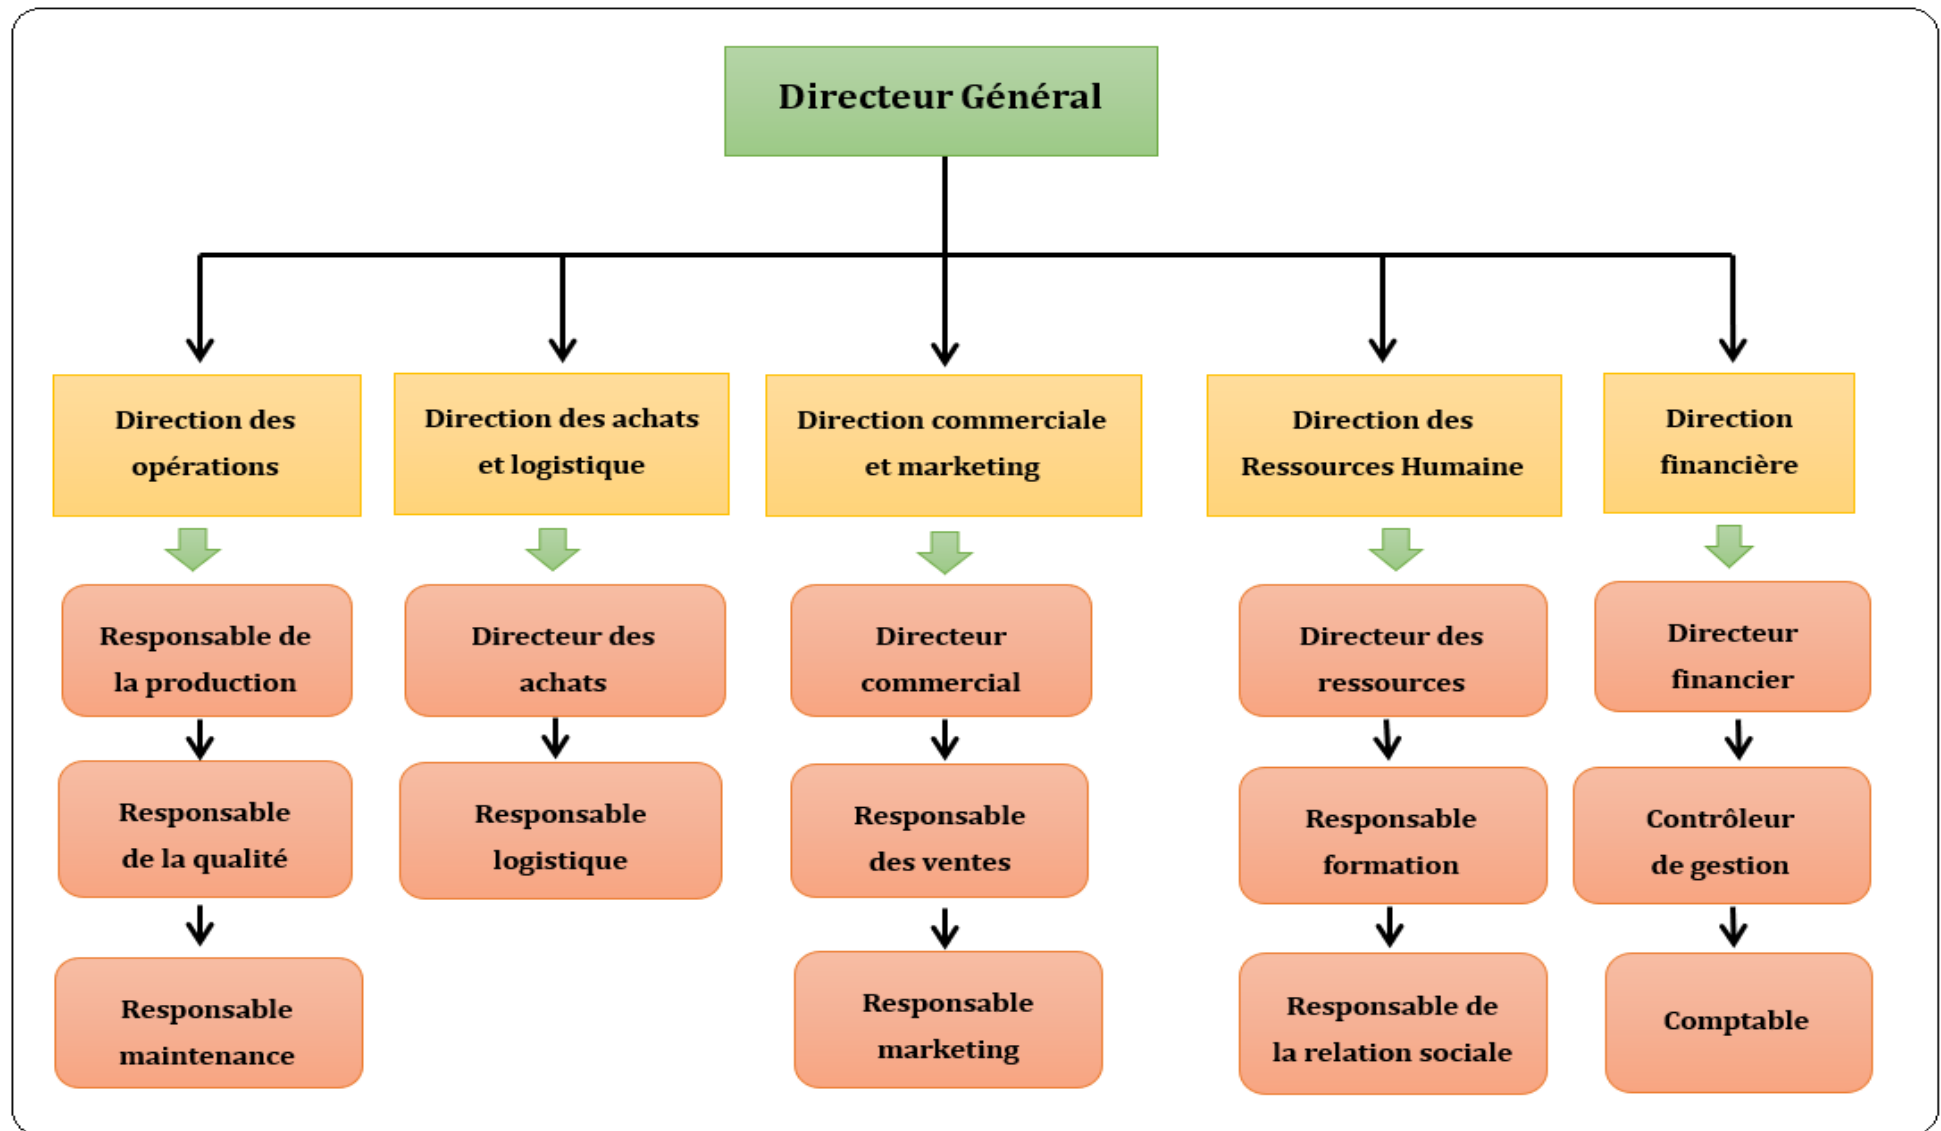 Directeur Général
Direction des
opérations
Direction des achats
et logistique
Direction commerciale
et marketing
Direction des
Ressources Humaine
Direction
financière
Responsable de
la production
Directeur des
achats
Directeur
commercial
Directeur des
ressources
Directeur
financier
Responsable
de la qualité
Responsable
logistique
Responsable
des ventes
Responsable
formation
Contrôleur
de gestion
Responsable
maintenance
Responsable
marketing
Responsable de
la relation sociale
Comptable